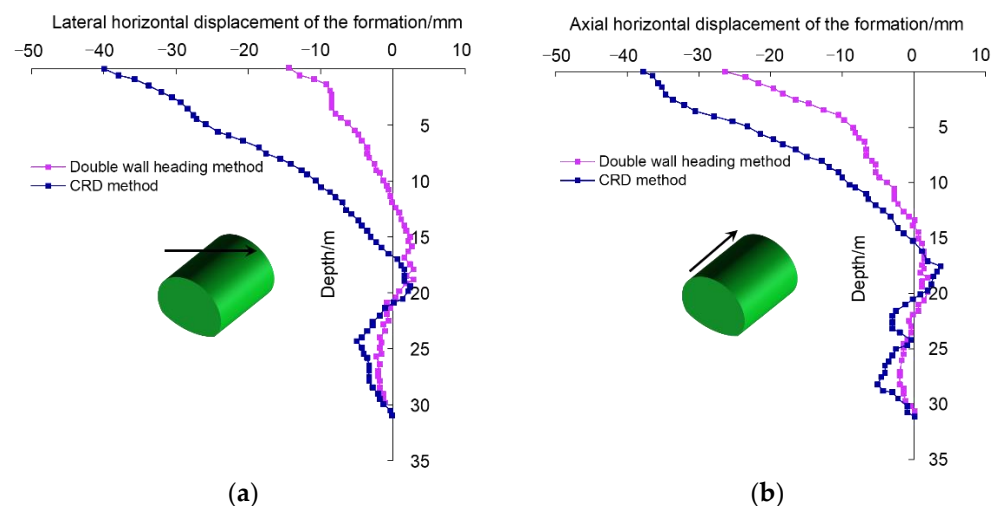 Lateral horizontal displacement of the formation/mm
−50 −40 −30 −20 −10 0 10
5
10
15
20
25
30
35
Double wall heading method
CRD method
Depth/m
(a)
Axial horizontal displacement of the formation/mm
−50 −40 −30 −20 −10 0 10
5
10
15
20
25
30
35
Double wall heading method
CRD method
Depth/m
(b)